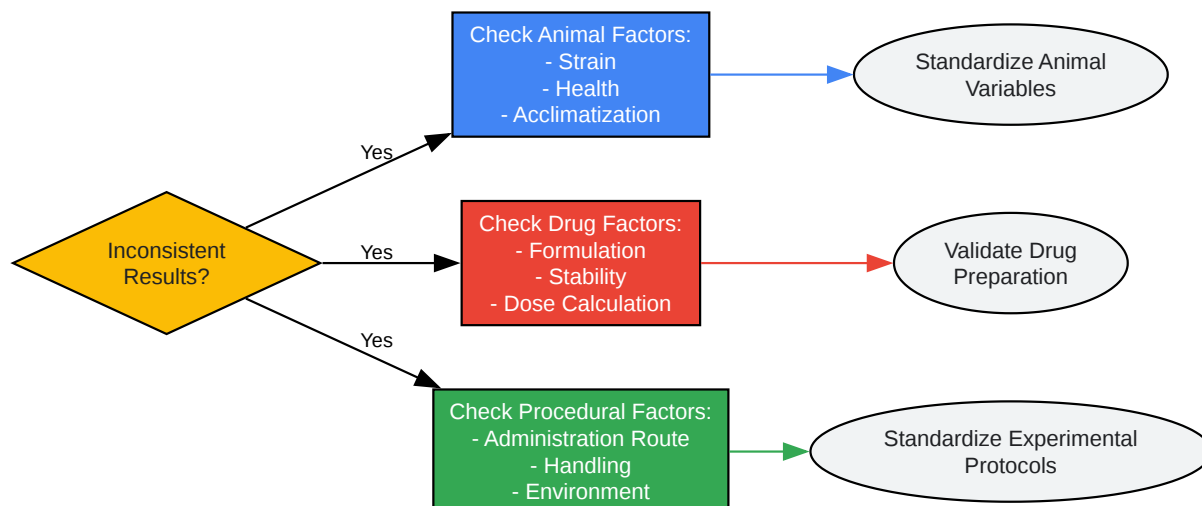 Inconsistent
Results?
Yes
Check Animal Factors:
- Strain
- Health
- Acclimatization
Standardize Animal
Variables
Yes
Check Drug Factors:
- Formulation
- Stability
- Dose Calculation
Validate Drug
Preparation
Yes
Check Procedural Factors:
- Administration Route
- Handling
- Environment
Standardize Experimental
Protocols